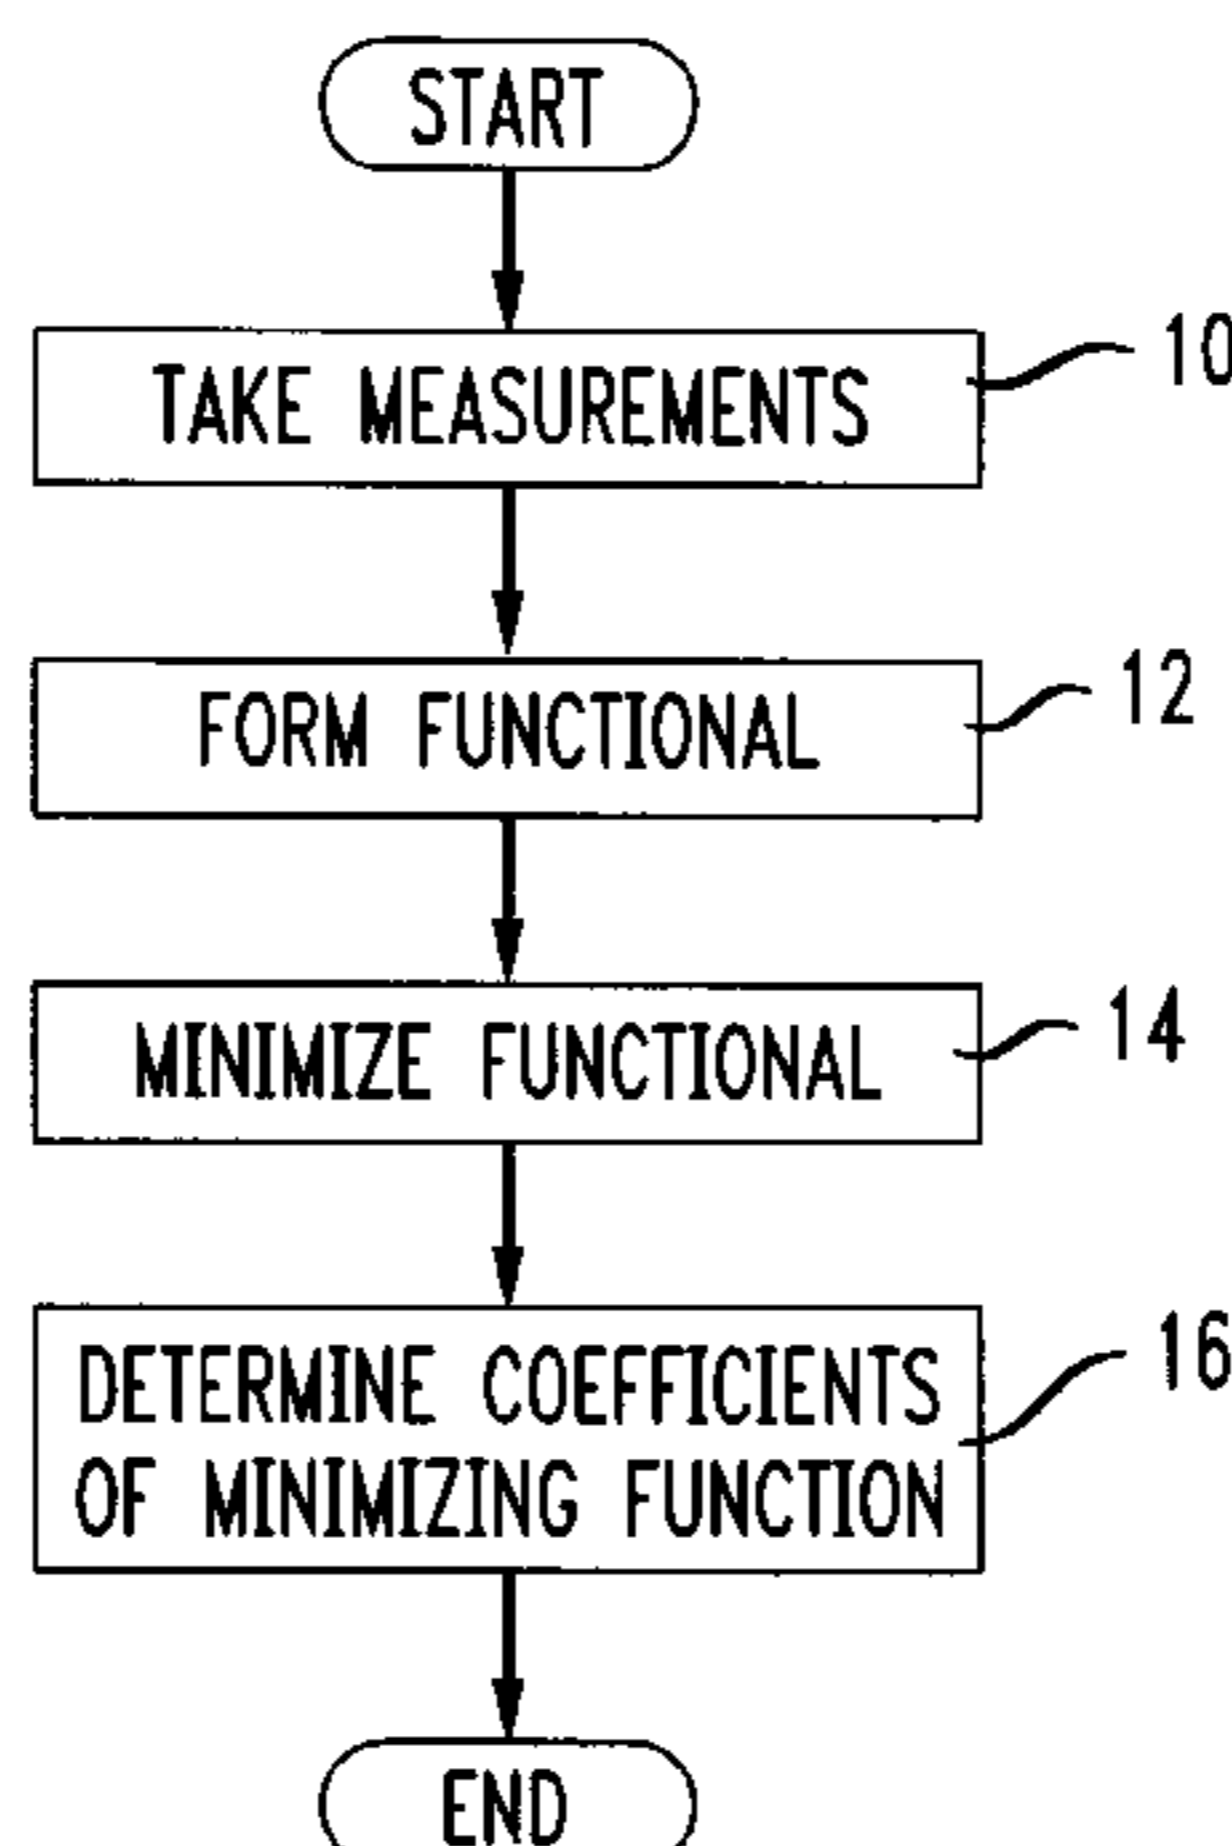 START
TAKE MEASUREMENTS
10
FORM FUNCTIONAL
12
MINIMIZE FUNCTIONAL
14
DETERMINE COEFFICIENTS
OF MINIMIZING FUNCTION
16
END